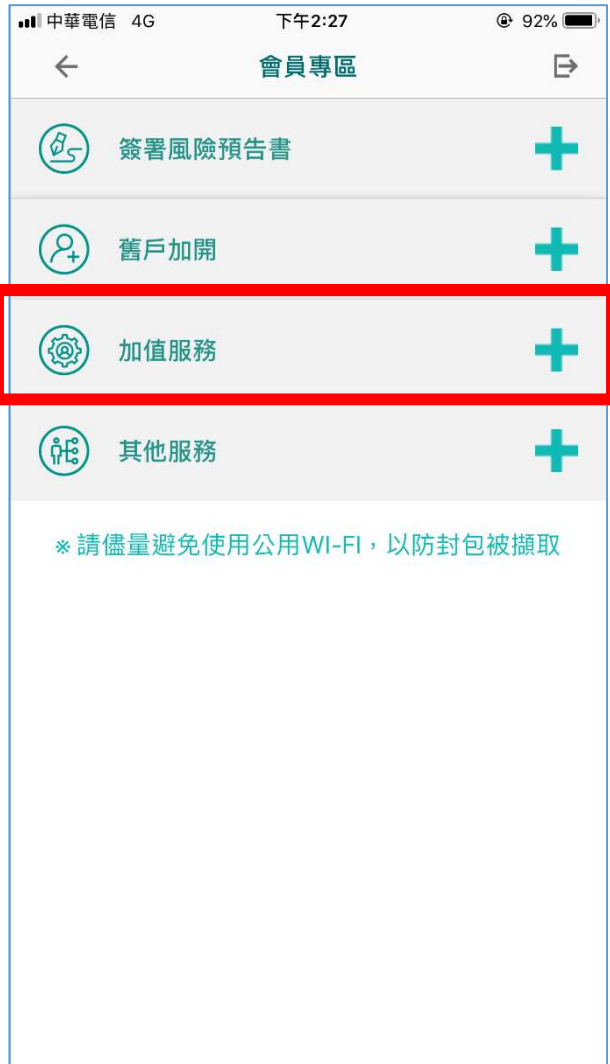 中華電信 4G 下午2:27 92%
會員專區
簽署風險預告書
舊戶加開
加值服務
其他服務
※請儘量避免使用公用WI-FI，以防封包被擷取